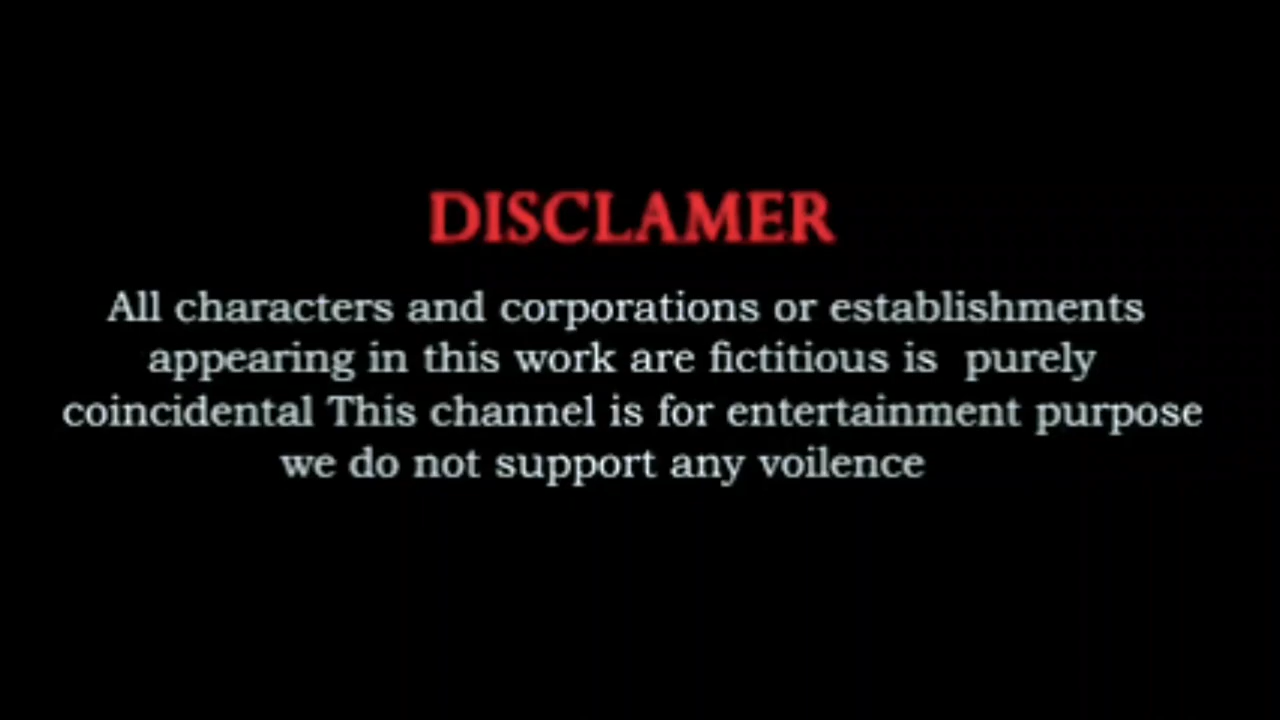 DISCLAMER
All characters and corporations or establishments
appearing in this work are fictitious is  purely
coincidental This channel is for entertainment purpose
we do not support any voilence